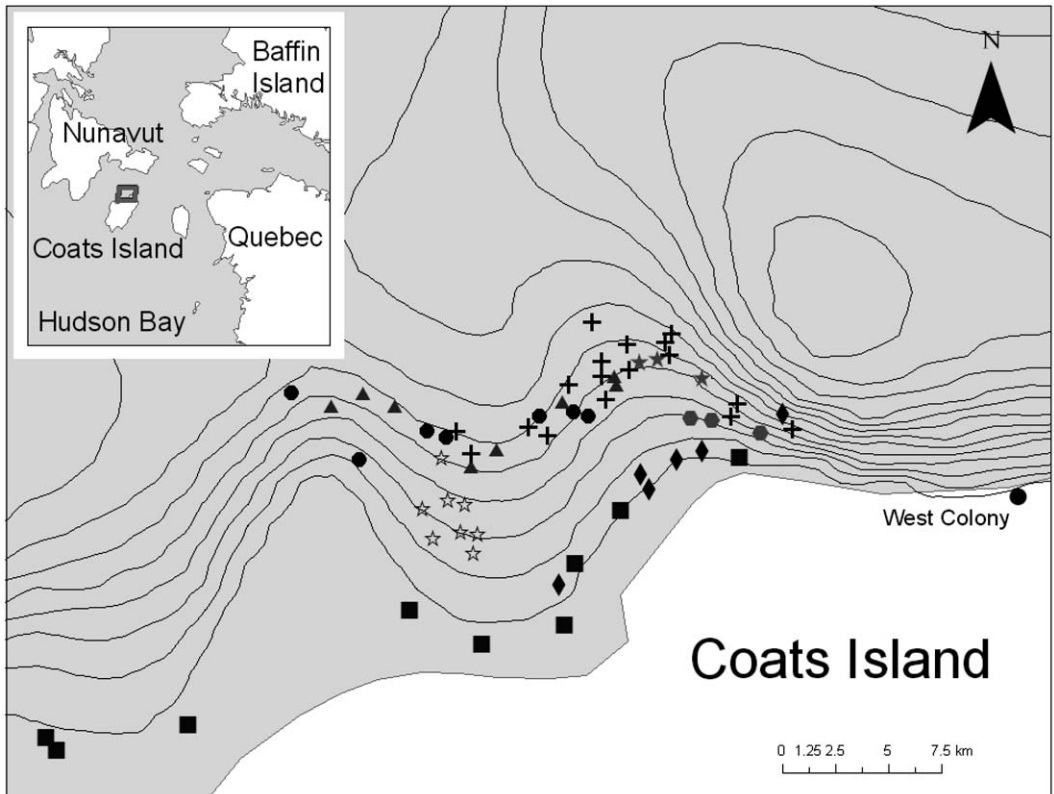 Baffin
Island
Nunavut
Coats Island
Quebec
Hudson Bay
N
West Colony
Coats Island
0 1.25 2.5 5 7.5 km